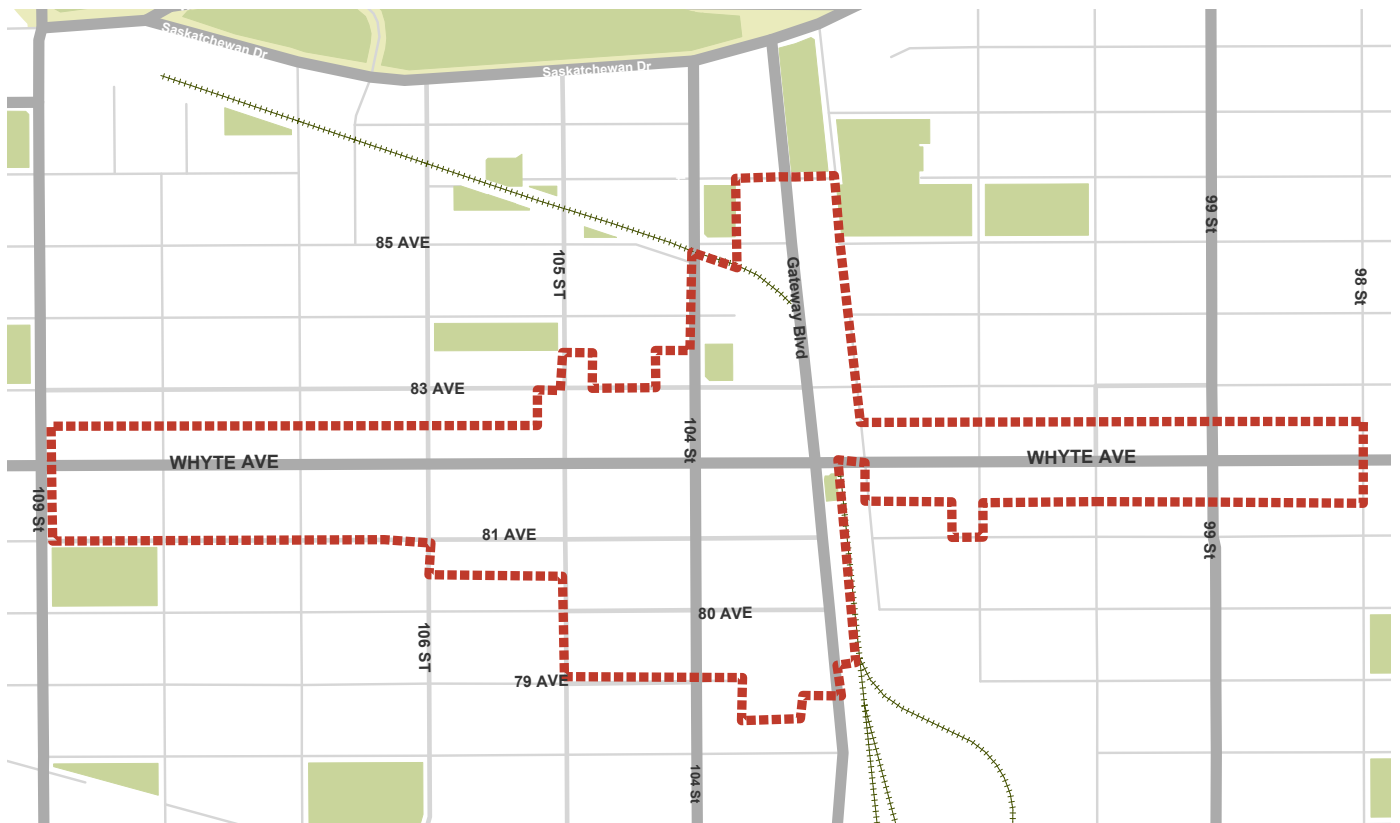 Saskatchewan Dr
Saskatchewan Dr
99 St
85 AVE
105 ST
Gateway Blvd
98 St
83 AVE
104 St
WHYTE AVE
WHYTE AVE
109 St
81 AVE
99 St
80 AVE
106 ST
79 AVE
104 St